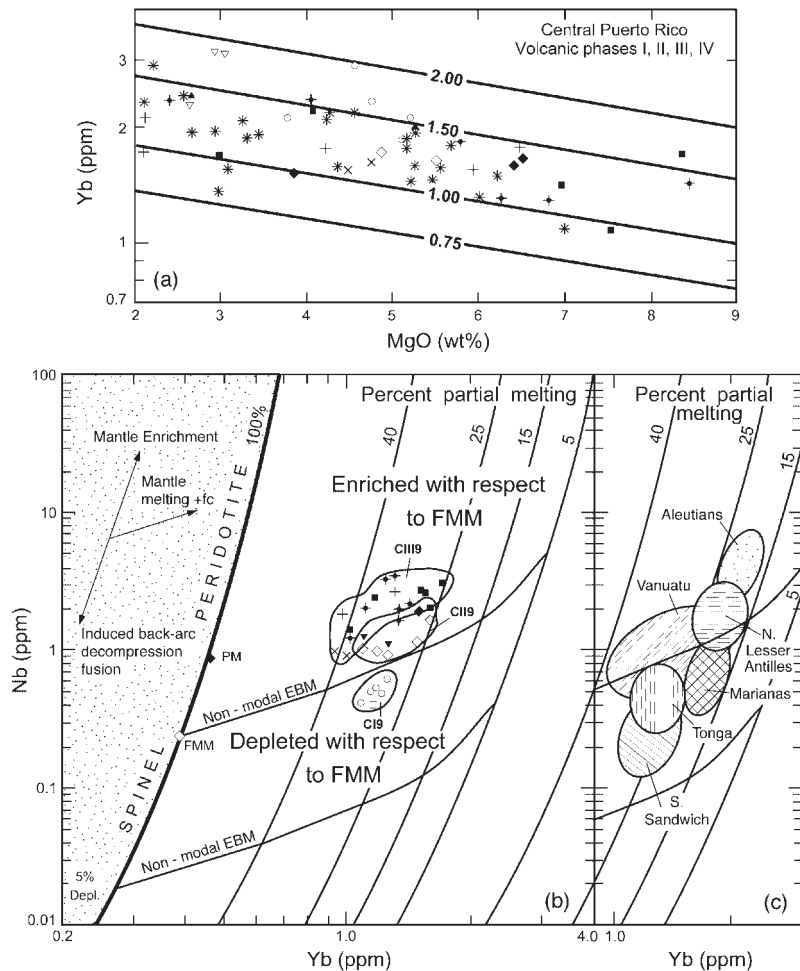 Central Puerto Rico
Volcanic phases I, II, III, IV
3
2
1
0.7
Yb (ppm)
2.00
1.50
1.00
0.75
(a)
2 3 4 5 6 7 8 9
MgO (wt%)
100
10
1
0.1
0.01
Nb (ppm)
Percent partial melting
100%
40
25
15
5
Mantle Enrichment
Mantle
melting +fc
Induced back-arc
decompression
fusion
SPINEL PERIDOTITE
Enriched with respect
to FMM
CIII9
CII9
PM
Non - modal EBM
FMM
CI9
Depleted with respect
to FMM
Non - modal EBM
5%
Depl.
(b)
0.2 1.0 4.0
Yb (ppm)
Percent partial
melting
40
25
15
5
Aleutians
Vanuatu
N.
Lesser
Antilles
Marianas
Tonga
S.
Sandwich
(c)
1.0
Yb (ppm)